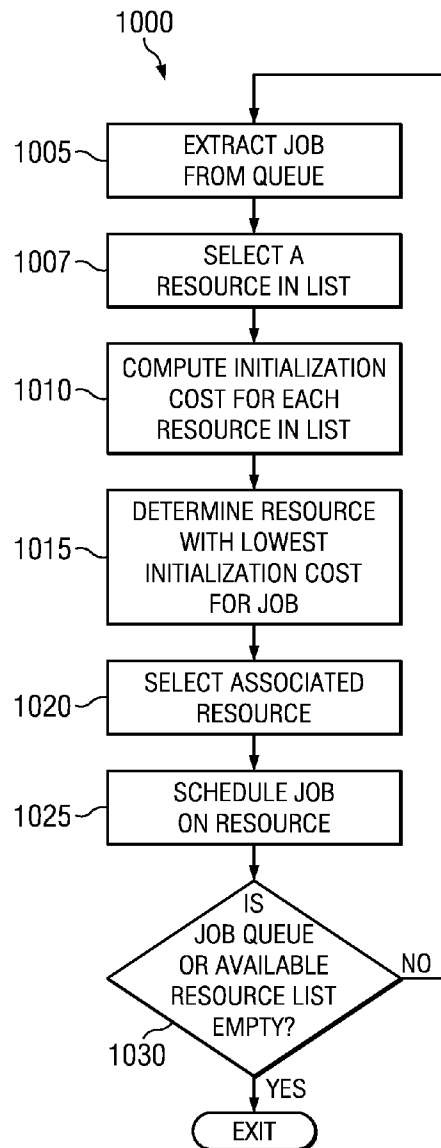 1000
1005
EXTRACT JOB
FROM QUEUE
1007
SELECT A
RESOURCE IN LIST
1010
COMPUTE INITIALIZATION
COST FOR EACH
RESOURCE IN LIST
1015
DETERMINE RESOURCE
WITH LOWEST
INITIALIZATION COST
FOR JOB
1020
SELECT ASSOCIATED
RESOURCE
1025
SCHEDULE JOB
ON RESOURCE
IS
JOB QUEUE
OR AVAILABLE
RESOURCE LIST
EMPTY?
NO
1030
YES
EXIT